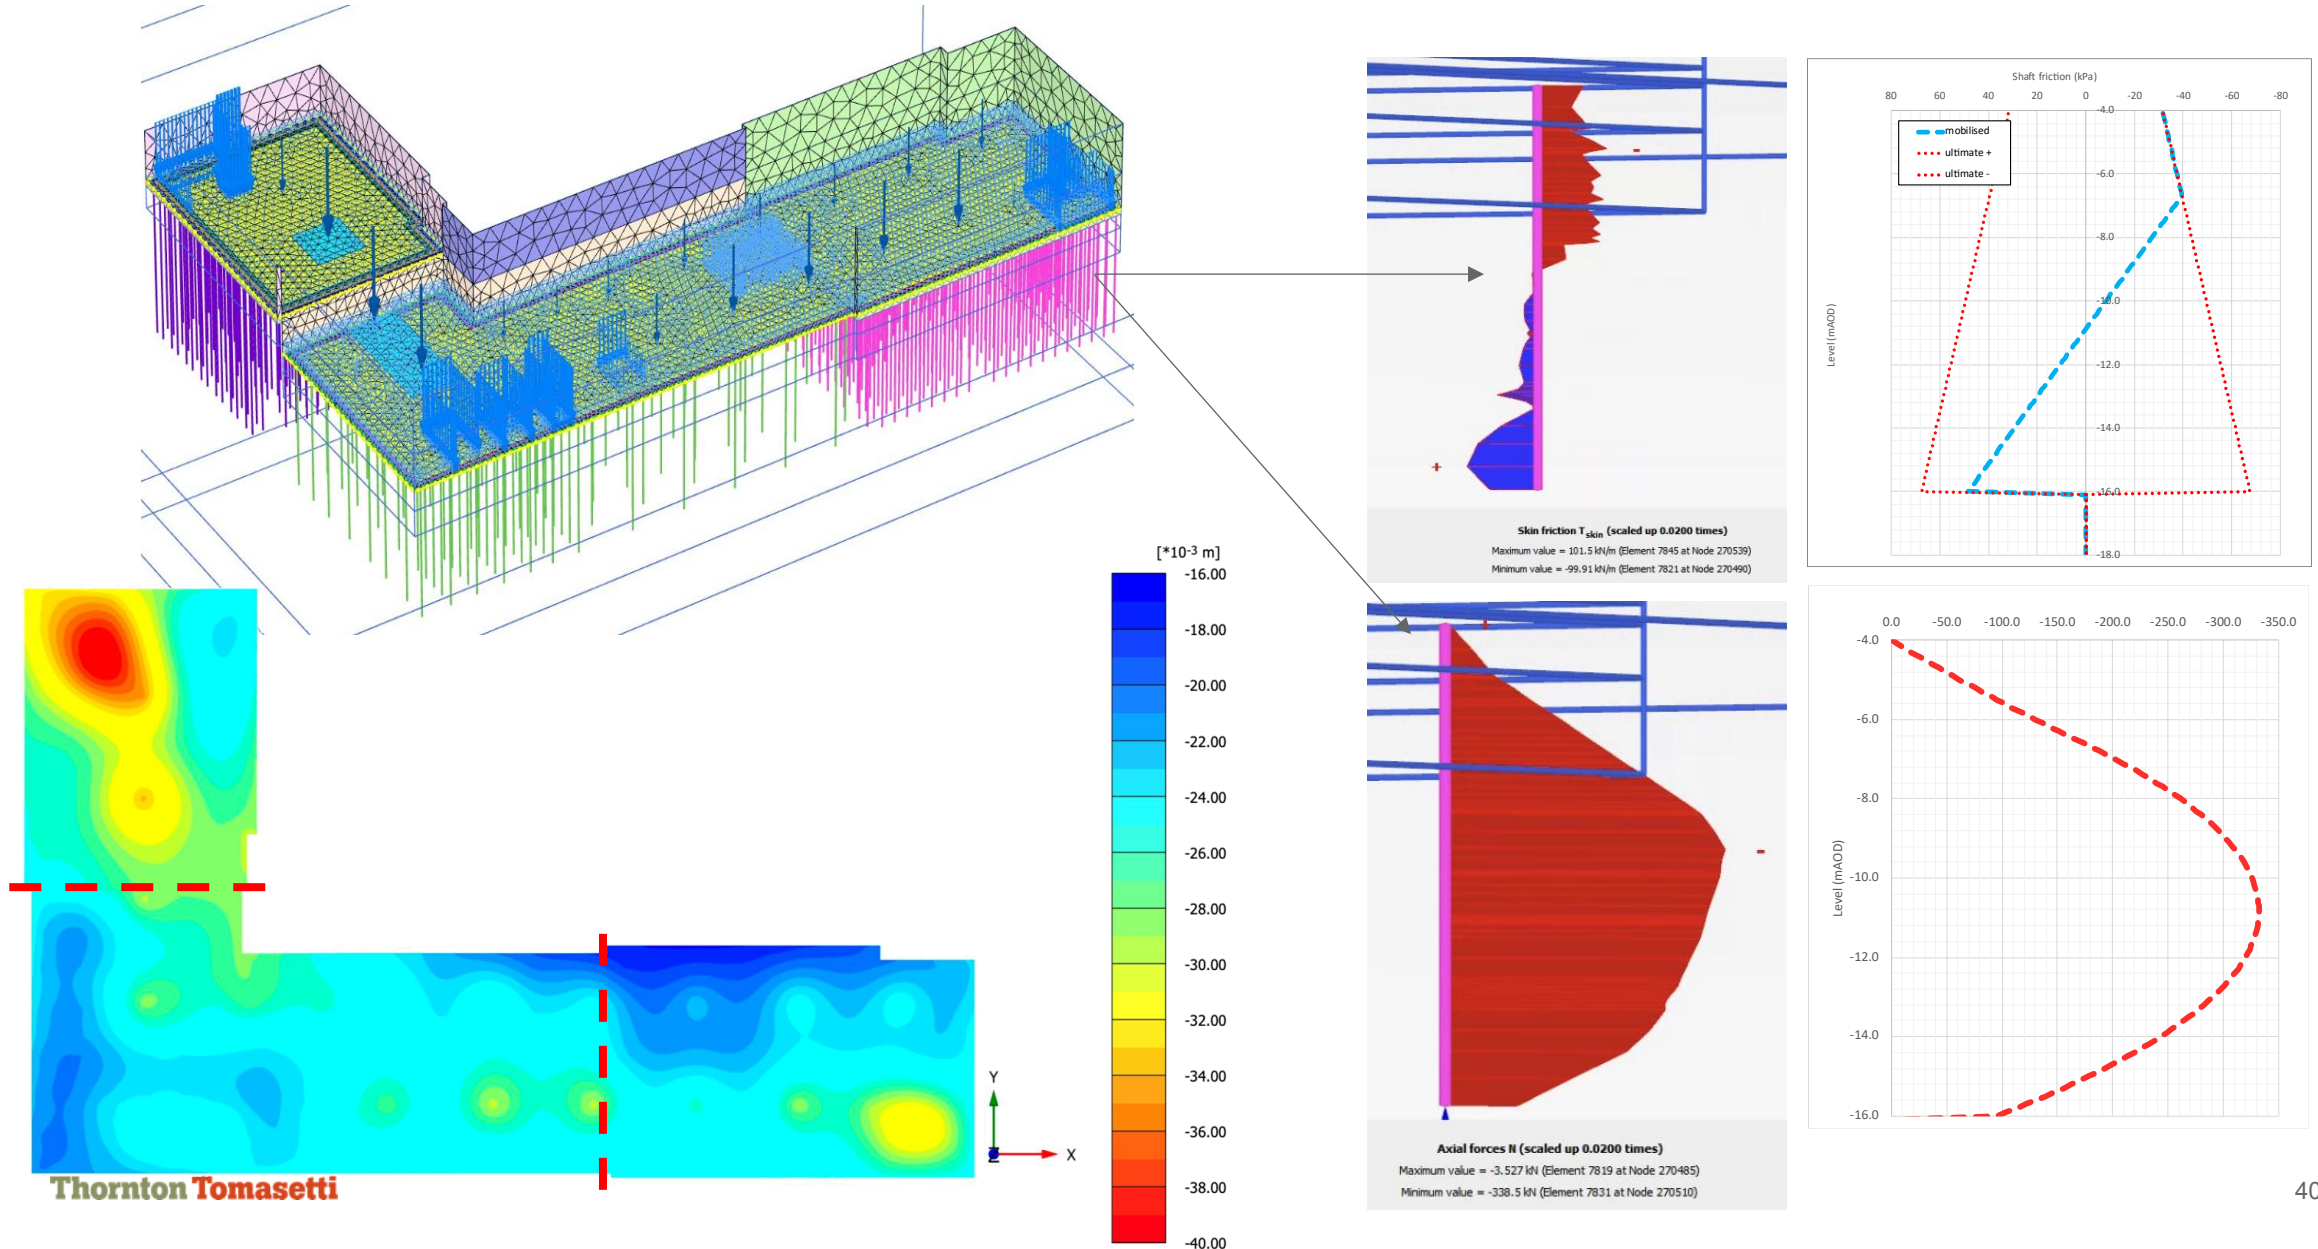 Skin friction Tskin (scaled up 0.0200 times)
Maximum value = 101.5 kN/m (Element 7845 at Node 270539)
Minimum value = -99.91 kN/m (Element 7821 at Node 270490)
Shaft friction (kPa)
80 60 40 20 0 -20 -40 -60 -80
mobilised
ultimate +
ultimate -
Level (mAOD)
-4.0
-6.0
-8.0
-10.0
-12.0
-14.0
-16.0
-18.0
[*10-3 m]
-16.00
-18.00
-20.00
-22.00
-24.00
-26.00
-28.00
-30.00
-32.00
-34.00
-36.00
-38.00
-40.00
Y
X
Z
Axial forces N (scaled up 0.0200 times)
Maximum value = -3.527 kN (Element 7819 at Node 270485)
Minimum value = -338.5 kN (Element 7831 at Node 270510)
0.0 -50.0 -100.0 -150.0 -200.0 -250.0 -300.0 -350.0
Level (mAOD)
-4.0
-6.0
-8.0
-10.0
-12.0
-14.0
-16.0
Thornton Tomasetti
40